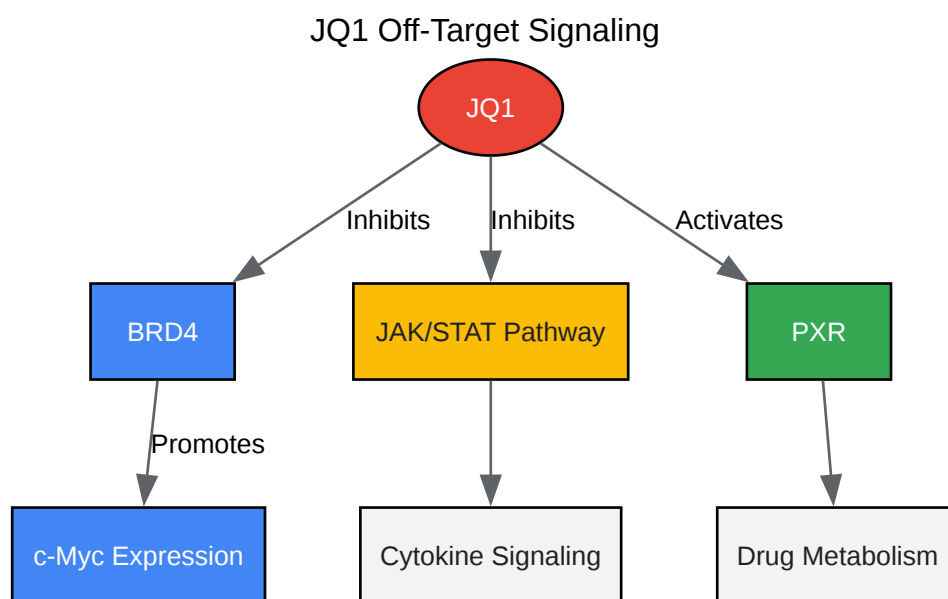 JQ1 Off-Target Signaling
JQ1
Inhibits
Inhibits
Activates
BRD4
JAK/STAT Pathway
PXR
Promotes
c-Myc Expression
Cytokine Signaling
Drug Metabolism